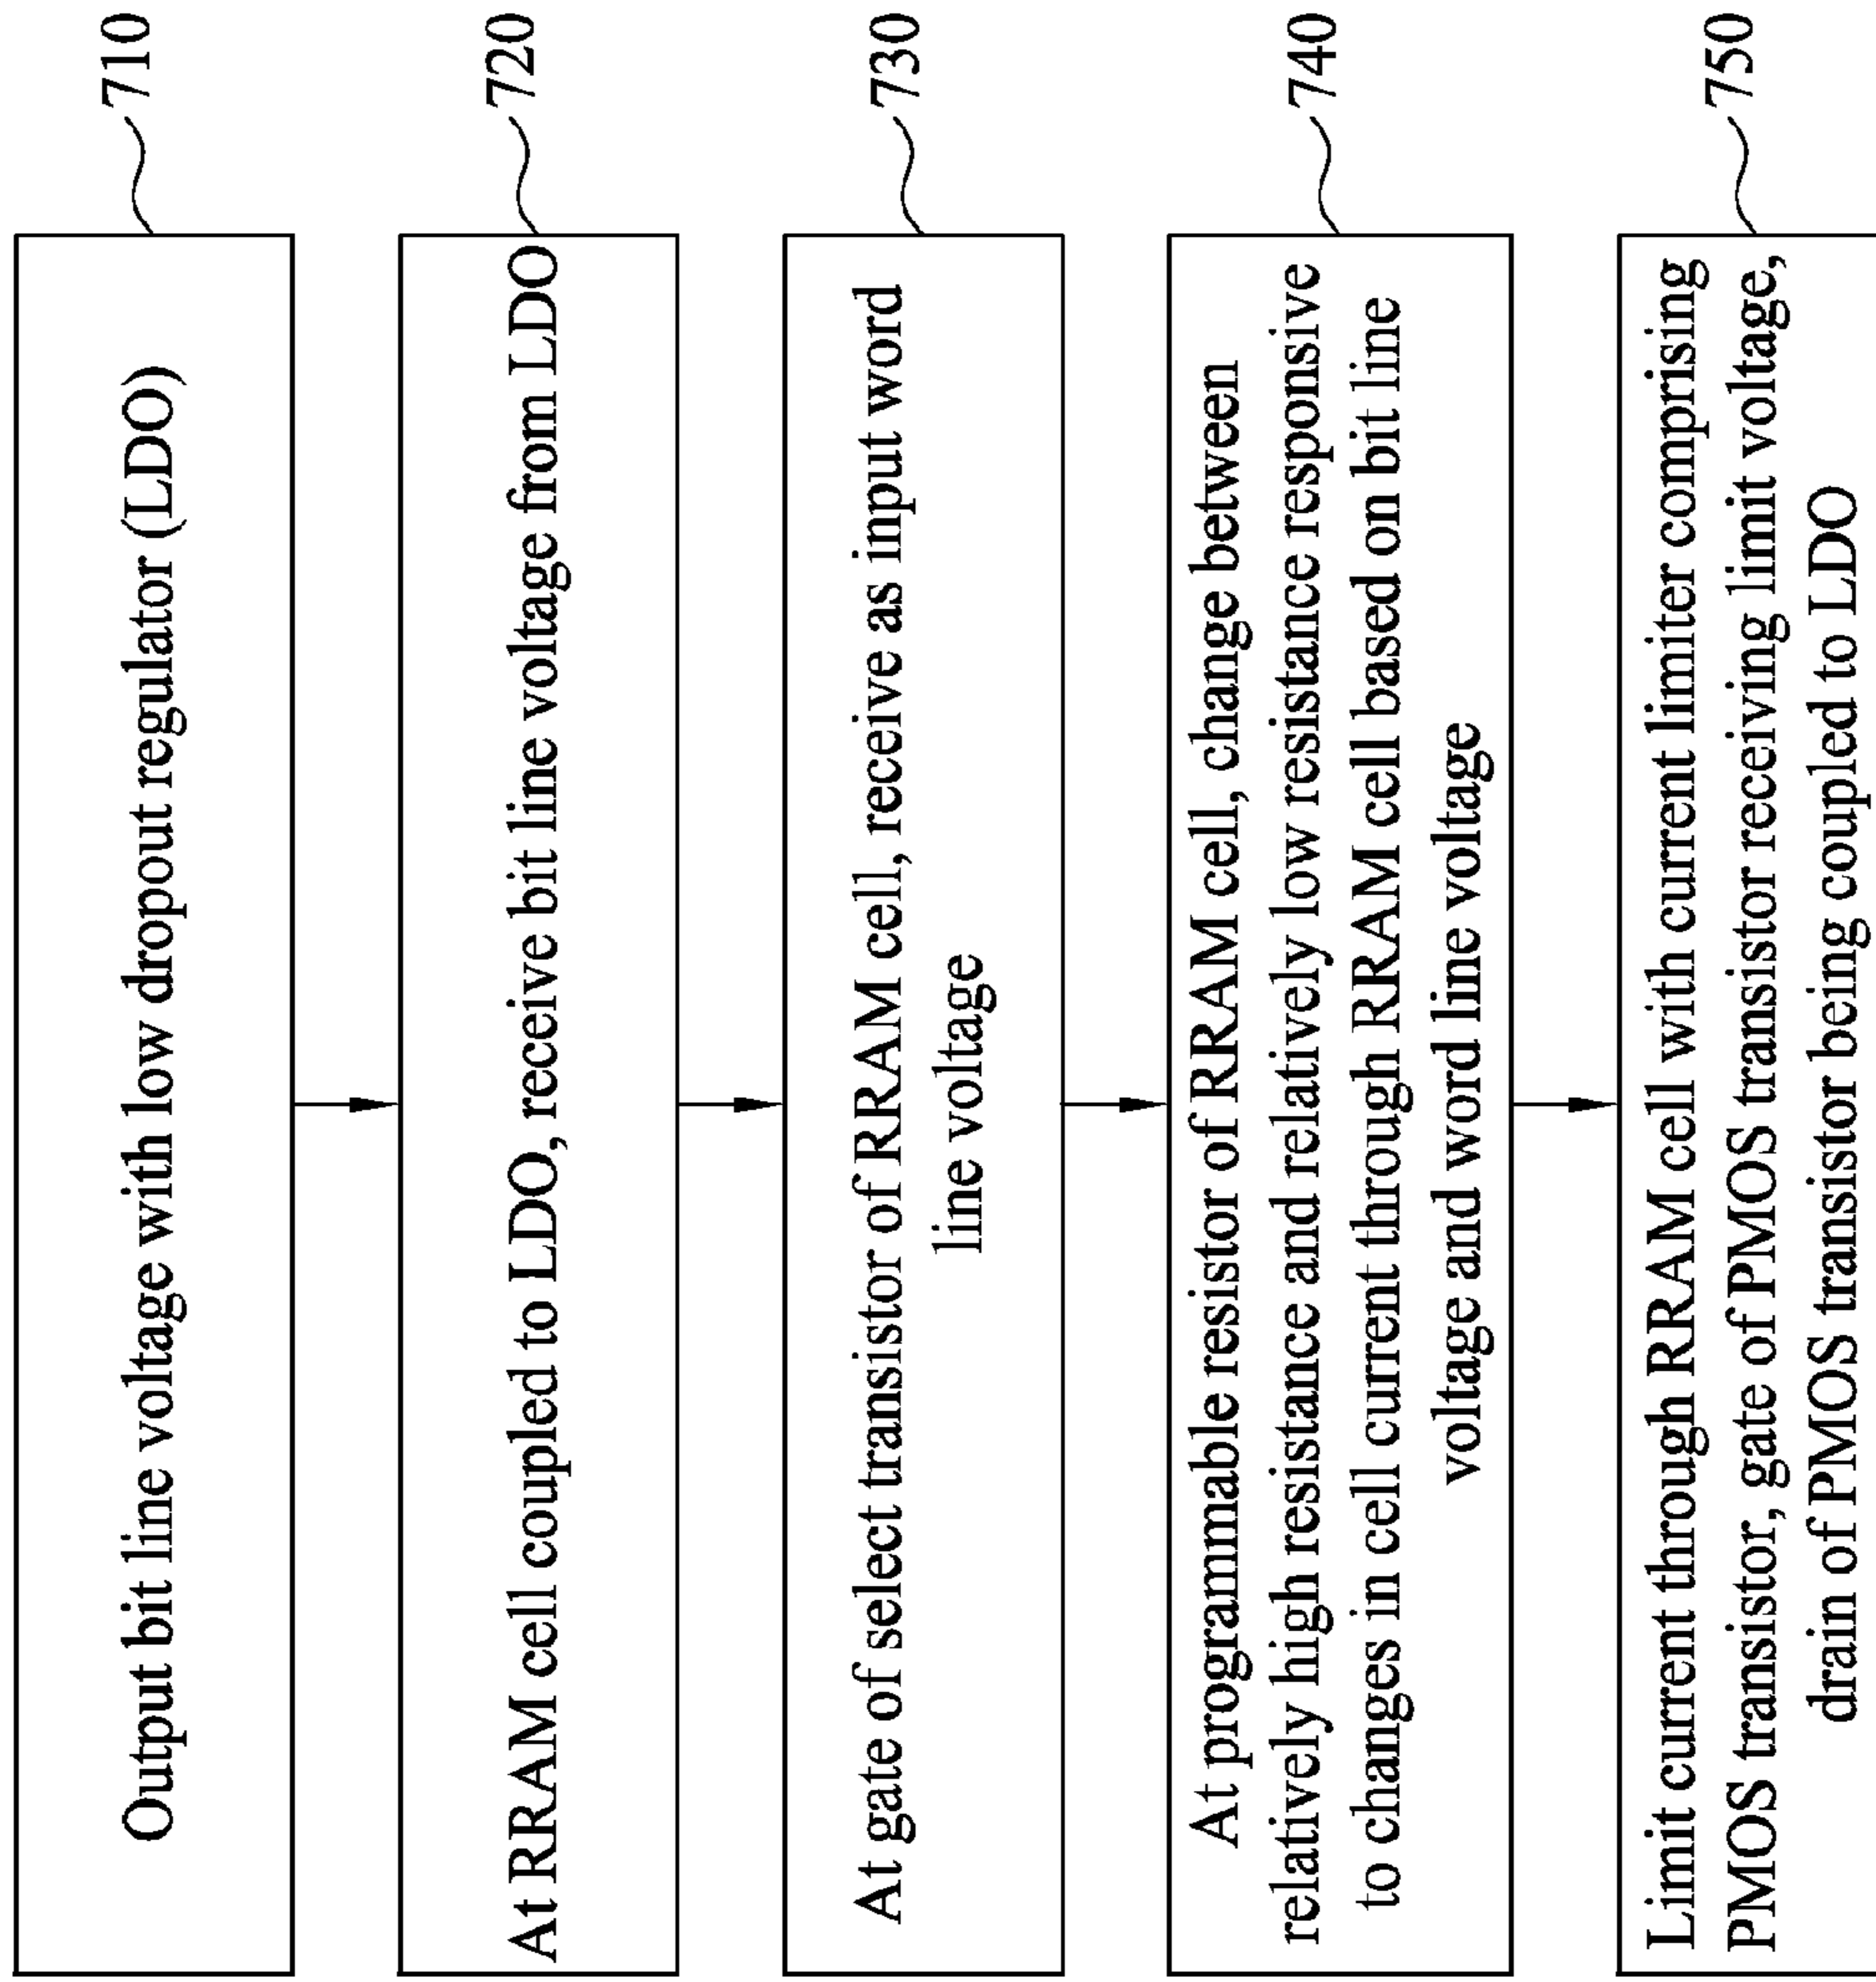 Output bit line voltage with low dropout regulator (LDO)
710
At RRAM cell coupled to LDO, receive bit line voltage from LDO
720
At gate of select transistor of RRAM cell, receive as input word
line voltage
730
At programmable resistor of RRAM cell, change between
relatively high resistance and relatively low resistance responsive
to changes in cell current through RRAM cell based on bit line
voltage and word line voltage
740
Limit current through RRAM cell with current limiter comprising
PMOS transistor, gate of PMOS transistor receiving limit voltage,
drain of PMOS transistor being coupled to LDO
750